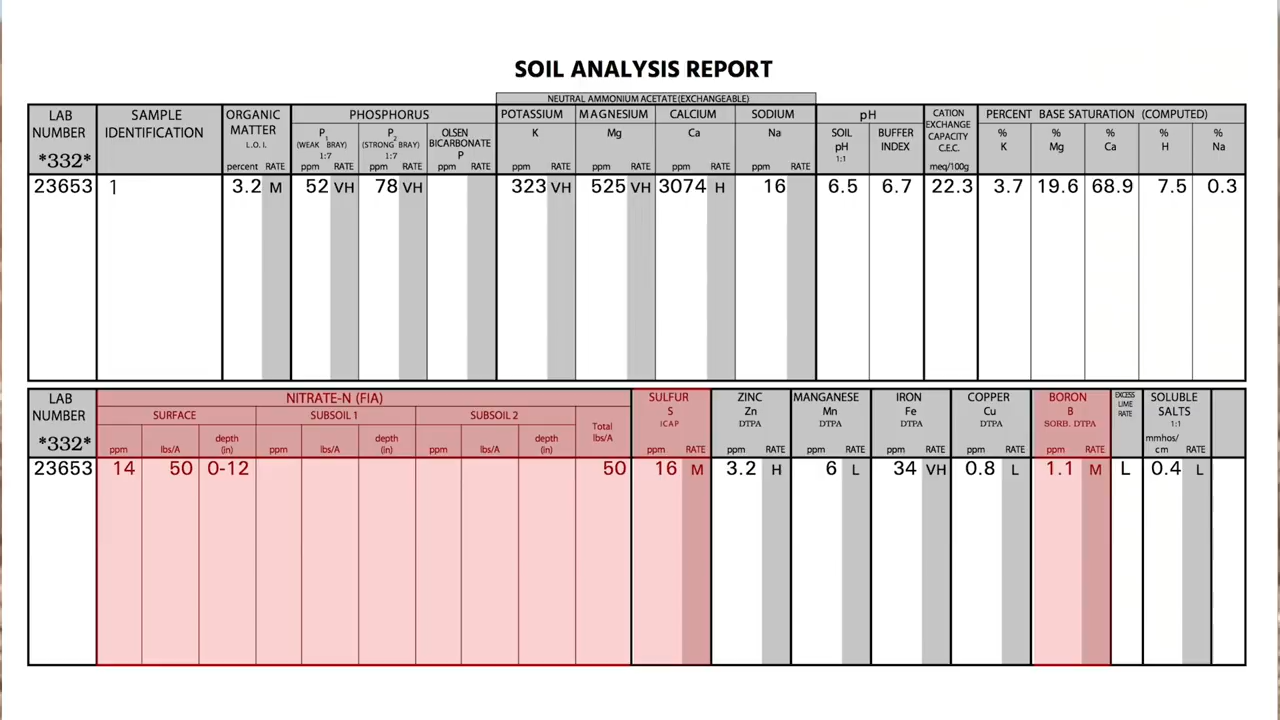 SOIL ANALYSIS REPORT
NEUTRAL AMMONIUM ACETATE (EXCHANGEABLE)
LAB NUMBER *332*
SAMPLE IDENTIFICATION
ORGANIC MATTER L.O.I. percent RATE
PHOSPHORUS
P1 (WEAK BRAY) 1:7 ppm RATE
P2 (STRONG BRAY) 1:7 ppm RATE
OLSEN BICARBONATE P ppm RATE
POTASSIUM K ppm RATE
MAGNESIUM Mg ppm RATE
CALCIUM Ca ppm RATE
SODIUM Na ppm RATE
pH
SOIL pH 1:1
BUFFER INDEX
CATION EXCHANGE CAPACITY C.E.C. meq/100g
PERCENT BASE SATURATION (COMPUTED)
% K
% Mg
% Ca
% H
% Na
23653 1 3.2 M 52 VH 78 VH 323 VH 525 VH 3074 H 16 6.5 6.7 22.3 3.7 19.6 68.9 7.5 0.3
LAB NUMBER *332*
NITRATE-N (FIA)
SURFACE ppm lbs/A depth (in)
SUBSOIL 1 ppm lbs/A depth (in)
SUBSOIL 2 ppm lbs/A depth (in)
Total lbs/A
SULFUR S ICAP ppm RATE
ZINC Zn DTPA ppm RATE
MANGANESE Mn DTPA ppm RATE
IRON Fe DTPA ppm RATE
COPPER Cu DTPA ppm RATE
BORON B SORB. DTPA ppm RATE
EXCESS LIME RATE
SOLUBLE SALTS 1:1 mmhos/ cm RATE
23653 14 50 0-12 50 16 M 3.2 H 6 L 34 VH 0.8 L 1.1 M L 0.4 L